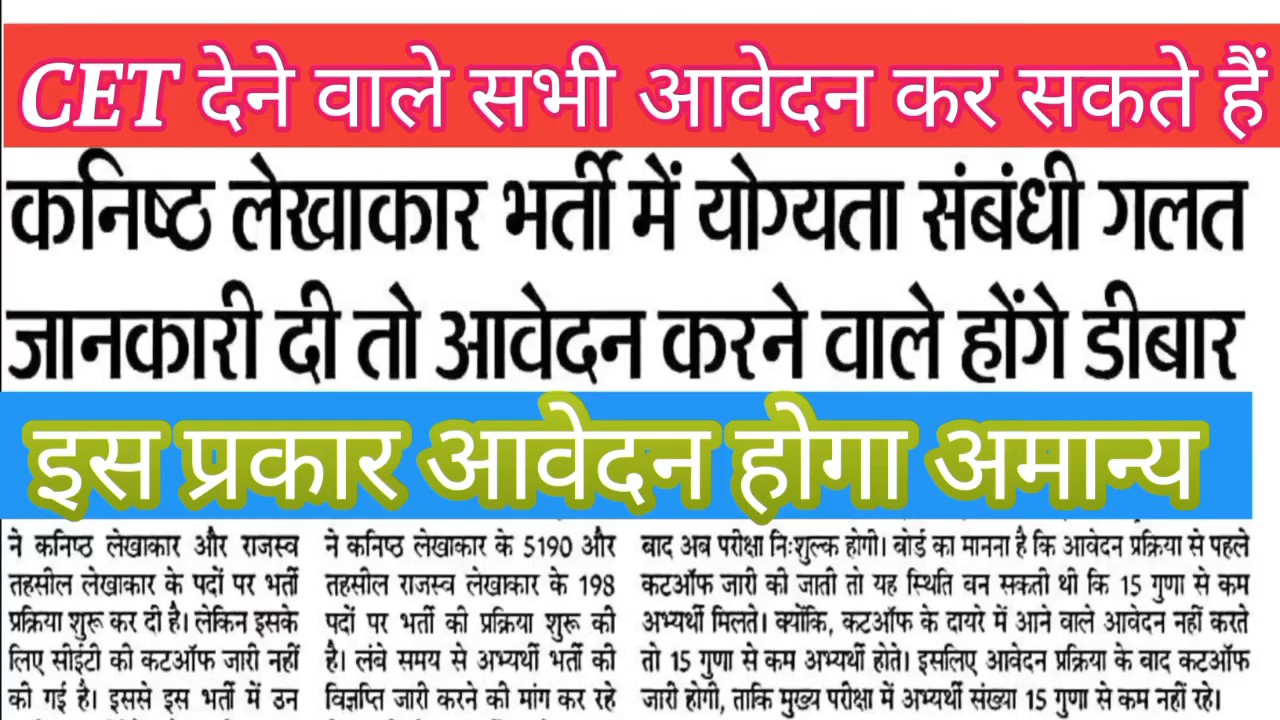 CET देने वाले सभी आवेदन कर सकते हैं
कनिष्ठ लेखाकार भर्ती में योग्यता संबंधी गलत
जानकारी दी तो आवेदन करने वाले होंगे डीबार
इस प्रकार आवेदन होगा अमान्य
ने कनिष्ठ लेखाकार और राजस्व
तहसील लेखाकार के पदों पर भर्ती
प्रक्रिया शुरू कर दी है। लेकिन इसके
लिए सीईटी की कटऑफ जारी नहीं
की गई है। इससे इस भर्ती में उन
ने कनिष्ठ लेखाकार के 5190 और
तहसील राजस्व लेखाकार के 198
पदों पर भर्ती की प्रक्रिया शुरू की
है। लंबे समय से अभ्यर्थी भर्ती की
विज्ञप्ति जारी करने की मांग कर रहे
बाद अब परीक्षा निःशुल्क होगी। बोर्ड का मानना है कि आवेदन प्रक्रिया से पहले
कटऑफ जारी की जाती तो यह स्थिति बन सकती थी कि 15 गुणा से कम
अभ्यर्थी मिलते। क्योंकि, कटऑफ के दायरे में आने वाले आवेदन नहीं करते
तो 15 गुणा से कम अभ्यर्थी होते। इसलिए आवेदन प्रक्रिया के बाद कटऑफ
जारी होगी, ताकि मुख्य परीक्षा में अभ्यर्थी संख्या 15 गुणा से कम नहीं रहे।